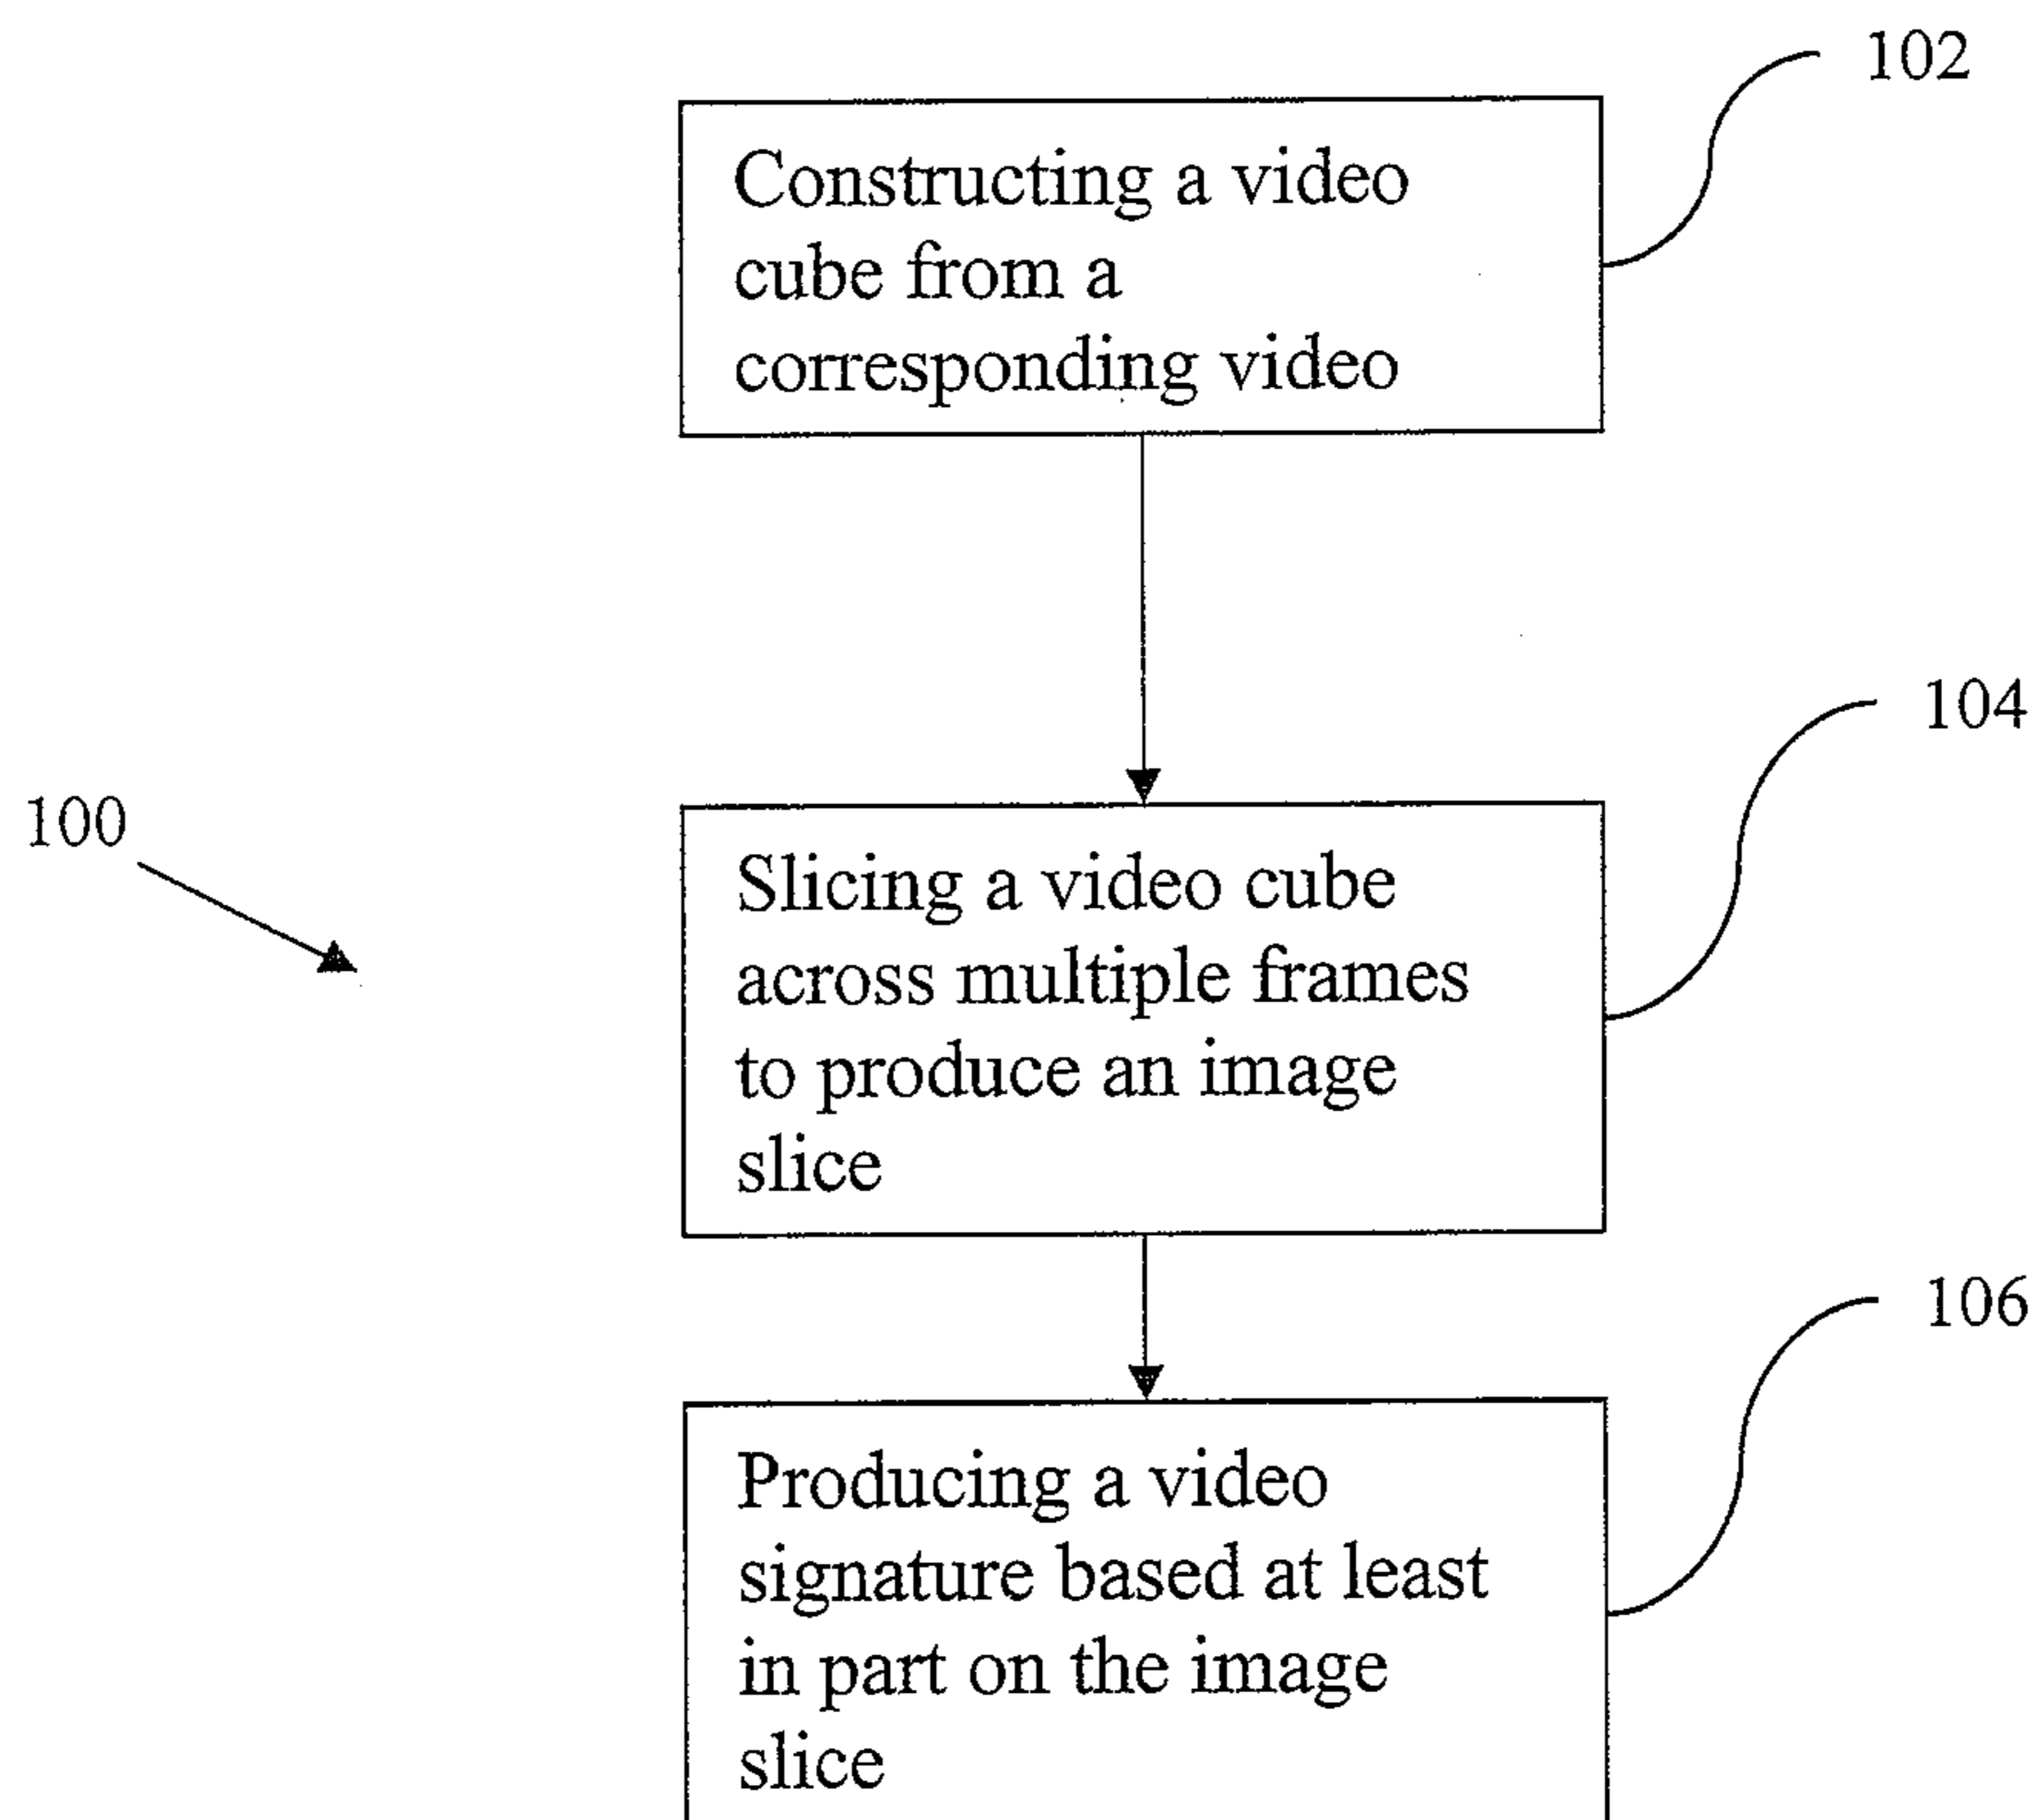 102
Constructing a video
cube from a
corresponding video
104
100
Slicing a video cube
across multiple frames
to produce an image
slice
106
Producing a video
signature based at least
in part on the image
slice